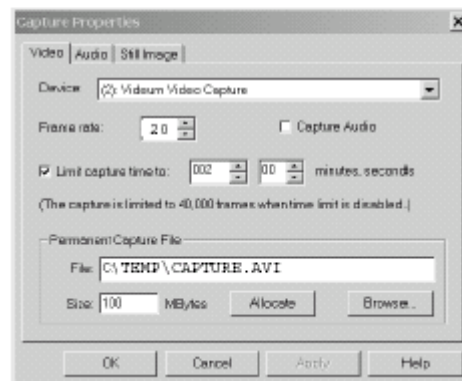 Capture Properties
Video Audio Still Image
Device: (2): Videum Video Capture
Frame rate: 20 Capture Audio
Limit capture time to: 002 00 minutes, seconds
(The capture is limited to 40,000 frames when time limit is disabled.)
Permanent Capture File
File: C:\TEMP\CAPTURE.AVI
Size: 100 MBytes Allocate Browse...
OK Cancel Apply Help